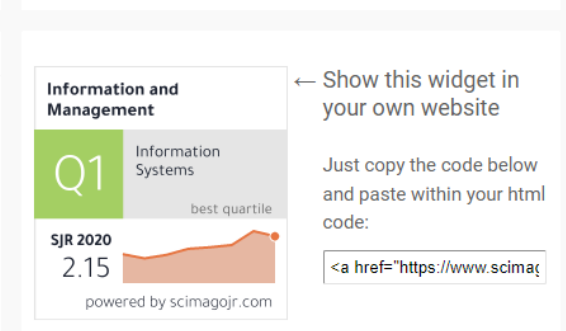 Information and
Management
Q1
Information
Systems
best quartile
SJR 2020
2.15
powered by scimagojr.com
← Show this widget in
your own website
Just copy the code below
and paste within your html
code:
<a href="https://www.scimag